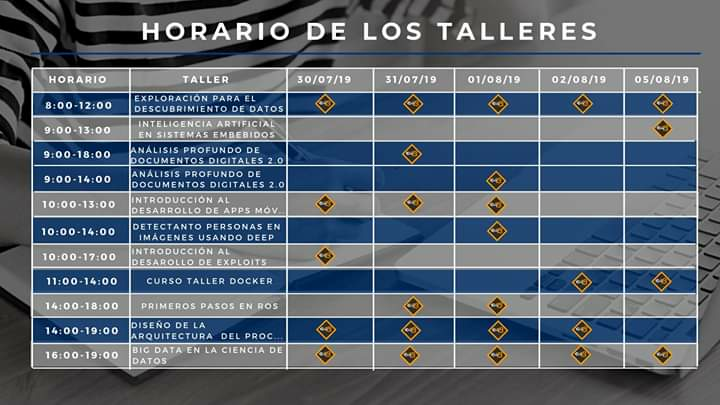 HORARIO DE LOS TALLERES
HORARIO TALLER 30/07/19 31/07/19 01/08/19 02/08/19 05/08/19
8:00-12:00 EXPLORACIÓN PARA EL
DESCUBRIMIENTO DE DATOS
9:00-13:00 INTELIGENCIA ARTIFICIAL
EN SISTEMAS EMBEBIDOS
9:00-18:00 ANÁLISIS PROFUNDO DE
DOCUMENTOS DIGITALES 2.0
9:00-14:00 ANÁLISIS PROFUNDO DE
DOCUMENTOS DIGITALES 2.0
10:00-13:00 INTRODUCCIÓN AL
DESARROLLO DE APPS MÓV...
10:00-14:00 DETECTANTO PERSONAS EN
IMÁGENES USANDO DEEP
10:00-17:00 INTRODUCCIÓN AL
DESAROLLO DE EXPLOITS
11:00-14:00 CURSO TALLER DOCKER
14:00-18:00 PRIMEROS PASOS EN ROS
14:00-19:00 DISEÑO DE LA
ARQUITECTURA DEL PROC...
16:00-19:00 BIG DATA EN LA CIENCIA DE
DATOS